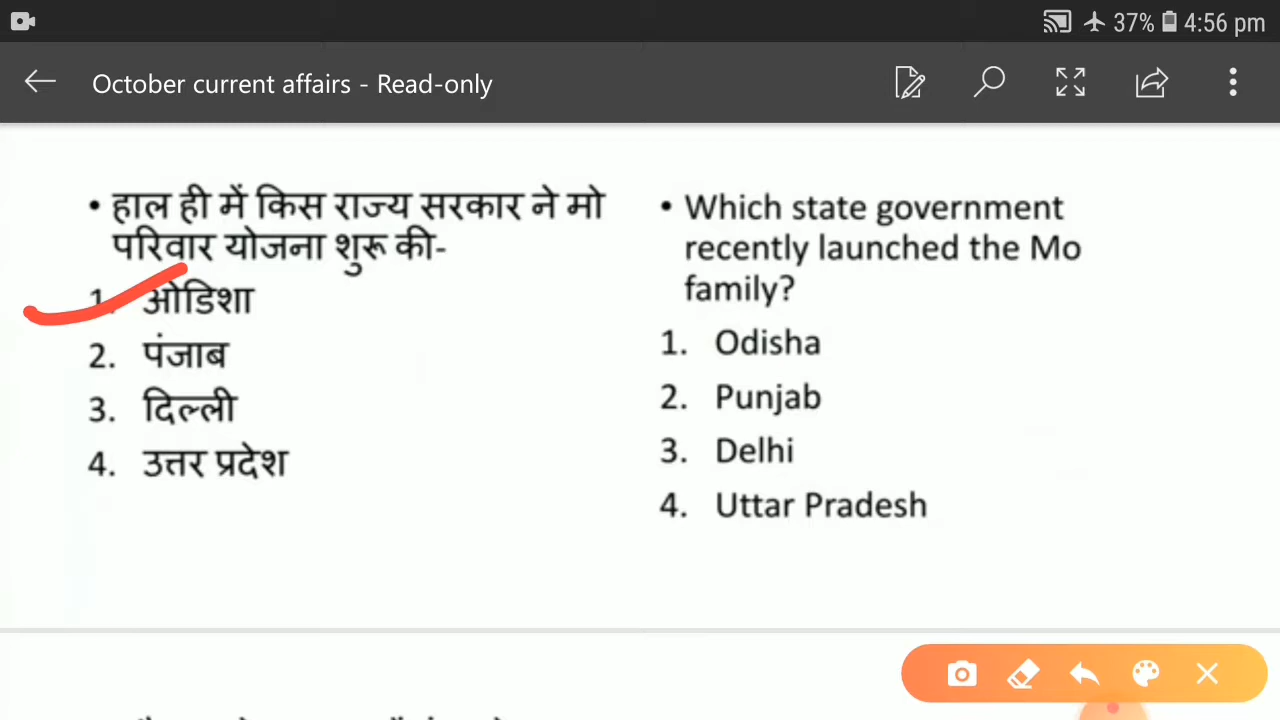 37% 4:56 pm
October current affairs - Read-only
• हाल ही में किस राज्य सरकार ने मो
परिवार योजना शुरू की-
1. ओडिशा
2. पंजाब
3. दिल्ली
4. उत्तर प्रदेश
• Which state government
recently launched the Mo
family?
1. Odisha
2. Punjab
3. Delhi
4. Uttar Pradesh